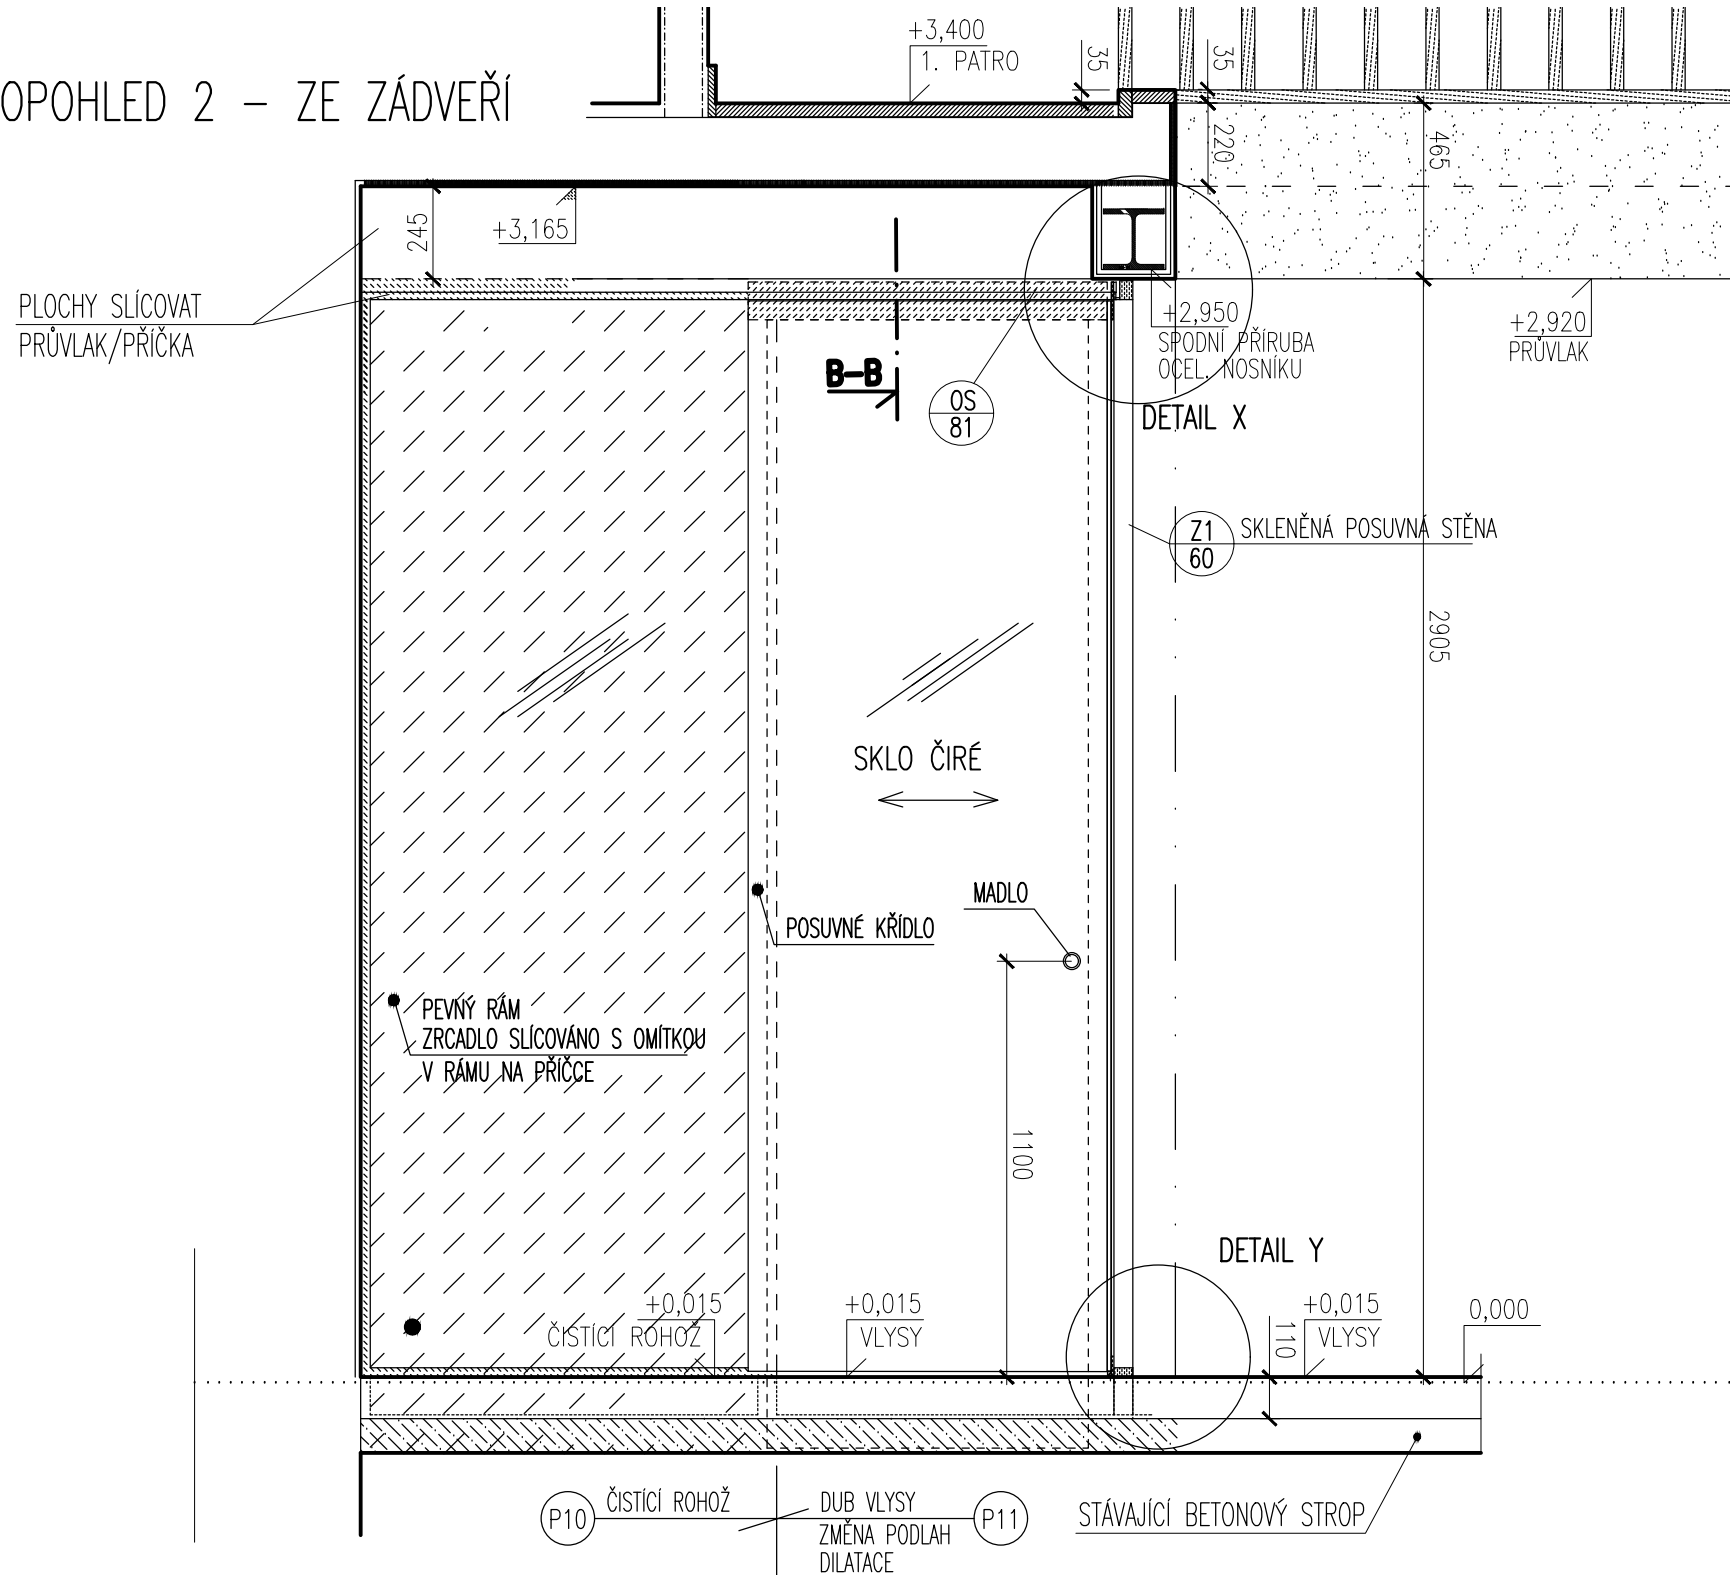 OPOHLED 2 – ZE ZÁDVEŘÍ
+3,400
1. PATRO
35
35
220
465
245
+3,165
PLOCHY SLÍCOVAT
PRŮVLAK/PŘÍČKA
+2,950
SPODNÍ PŘÍRUBA
OCEL. NOSNÍKU
+2,920
PRŮVLAK
B–B
OS
81
DETAIL X
Z1
60
SKLENĚNÁ POSUVNÁ STĚNA
2905
SKLO ČIRÉ
MADLO
POSUVNÉ KŘÍDLO
PEVNÝ RÁM
ZRCADLO SLÍCOVÁNO S OMÍTKOU
V RÁMU NA PŘÍČCE
1100
DETAIL Y
+0,015
ČISTÍCÍ ROHOŽ
+0,015
VLYSY
110
+0,015
VLYSY
0,000
P10
ČISTÍCÍ ROHOŽ
DUB VLYSY
ZMĚNA PODLAH
DILATACE
P11
STÁVAJÍCÍ BETONOVÝ STROP